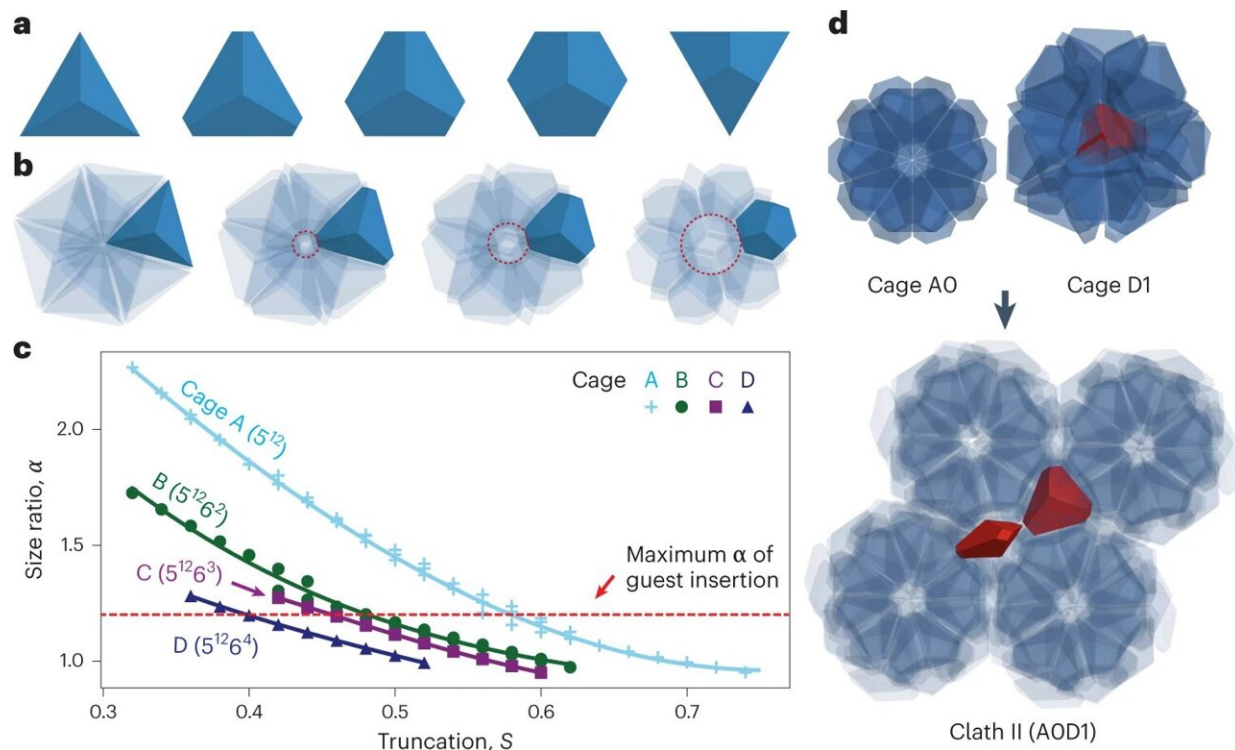 a
b
c
d
Cage A0
Cage D1
Clath II (A0D1)
Size ratio, α
2.0
1.5
1.0
0.3
0.4
0.5
0.6
0.7
Truncation, S
Cage A (5¹²)
B (5¹²6²)
C (5¹²6³)
D (5¹²6⁴)
Cage A B C D
Maximum α of
guest insertion